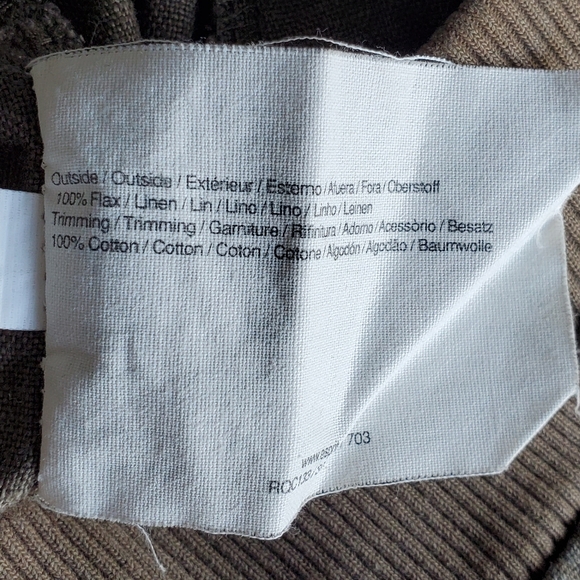 Outside / Outside / Extérieur / Esterno / Afuera / Fora / Oberstoff
100% Flax / Linen / Lin / Lino / Lino / Linho / Leinen
Trimming / Trimming / Garniture / Rifinitura / Adorno / Acessòrio / Besatz
100% Cotton / Cotton / Coton / Cotone / Algodón / Algodão / Baumwolle
703